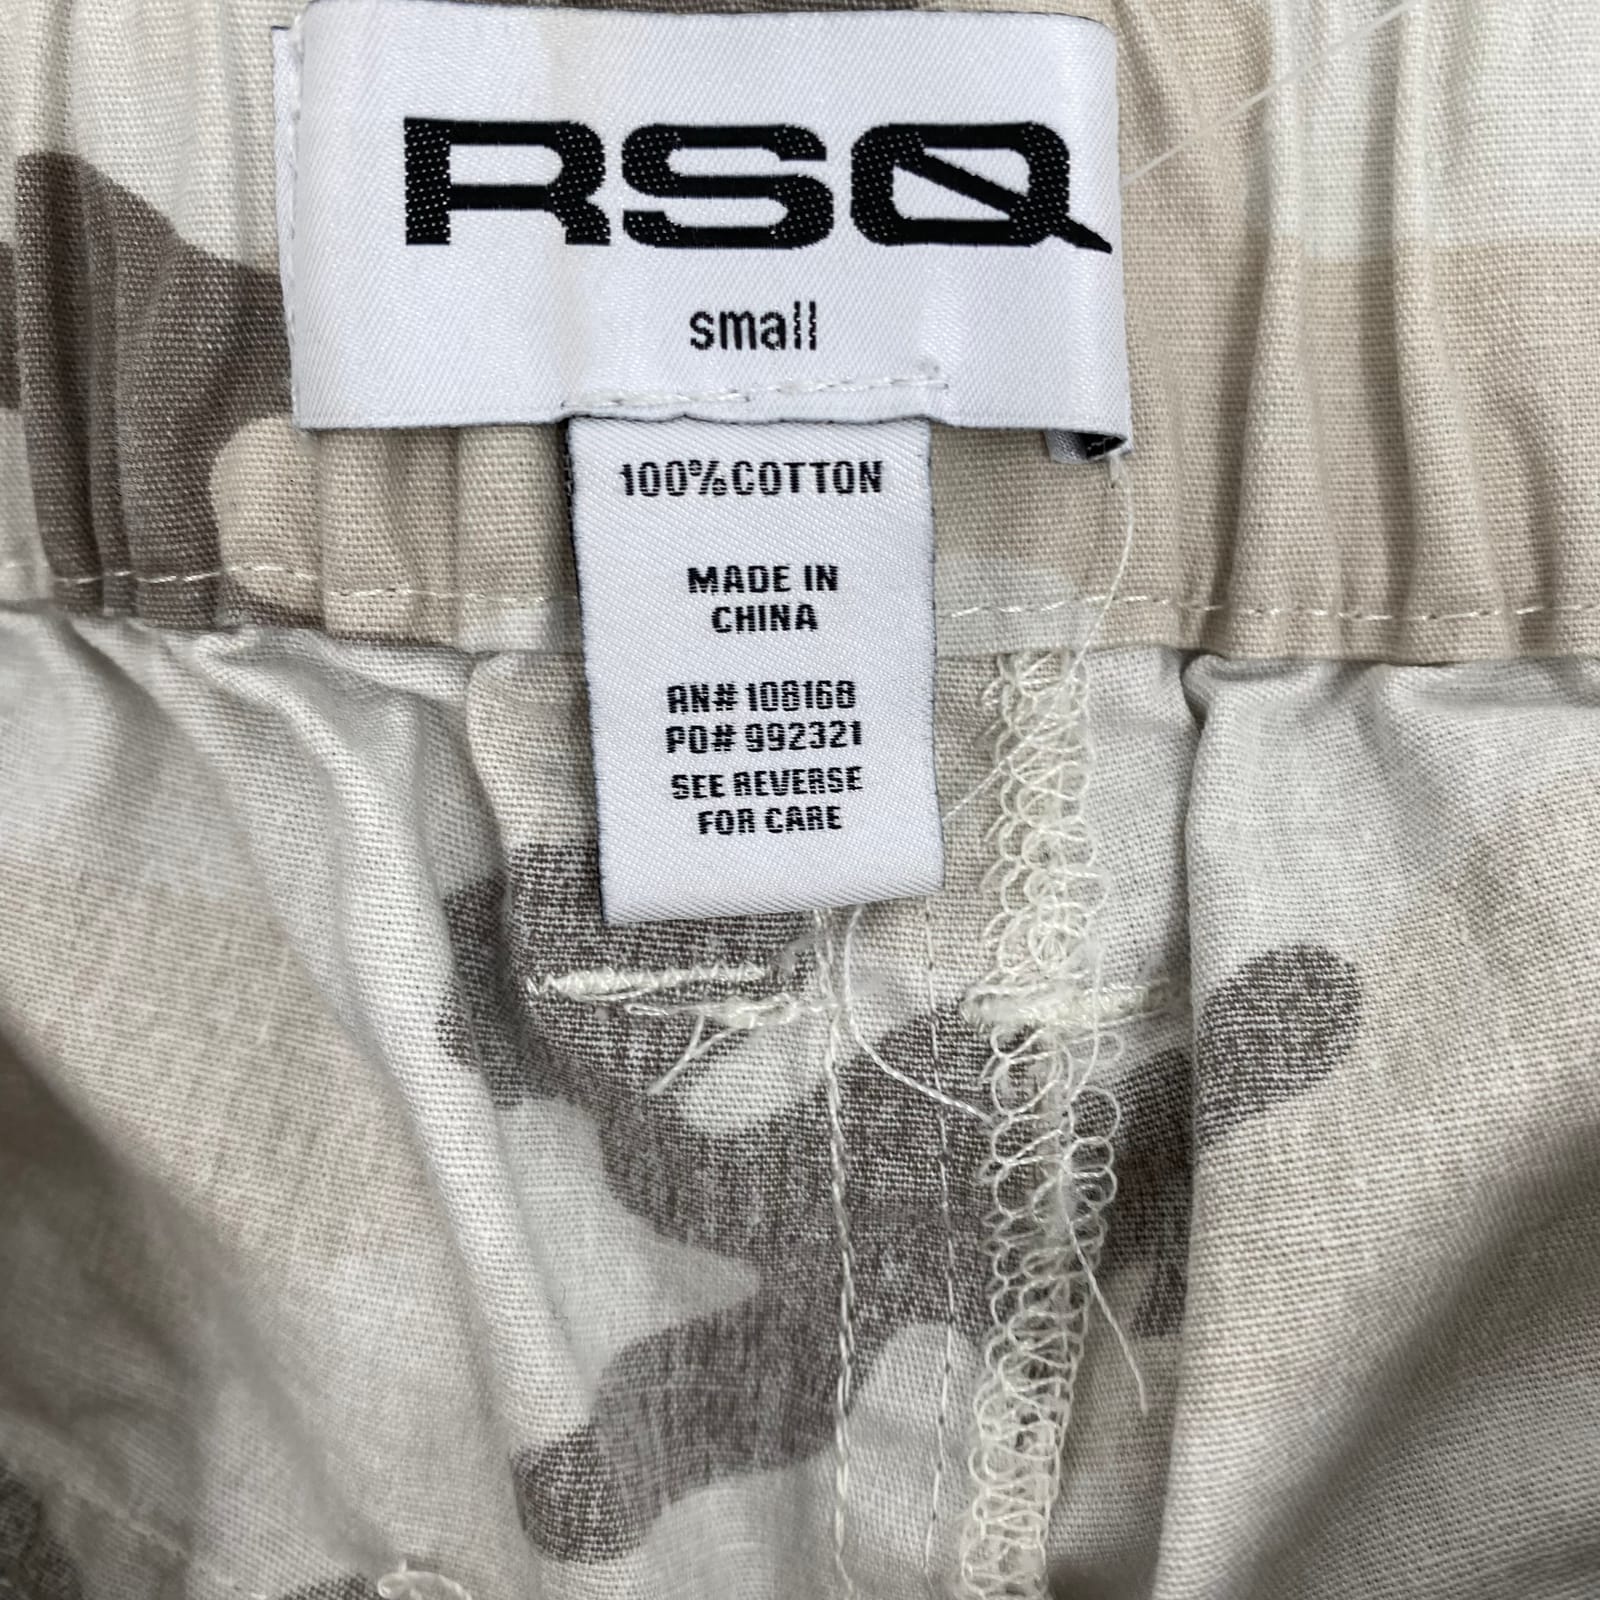 RSQ
small
100% COTTON
MADE IN
CHINA
RN# 108168
PO# 992321
SEE REVERSE
FOR CARE